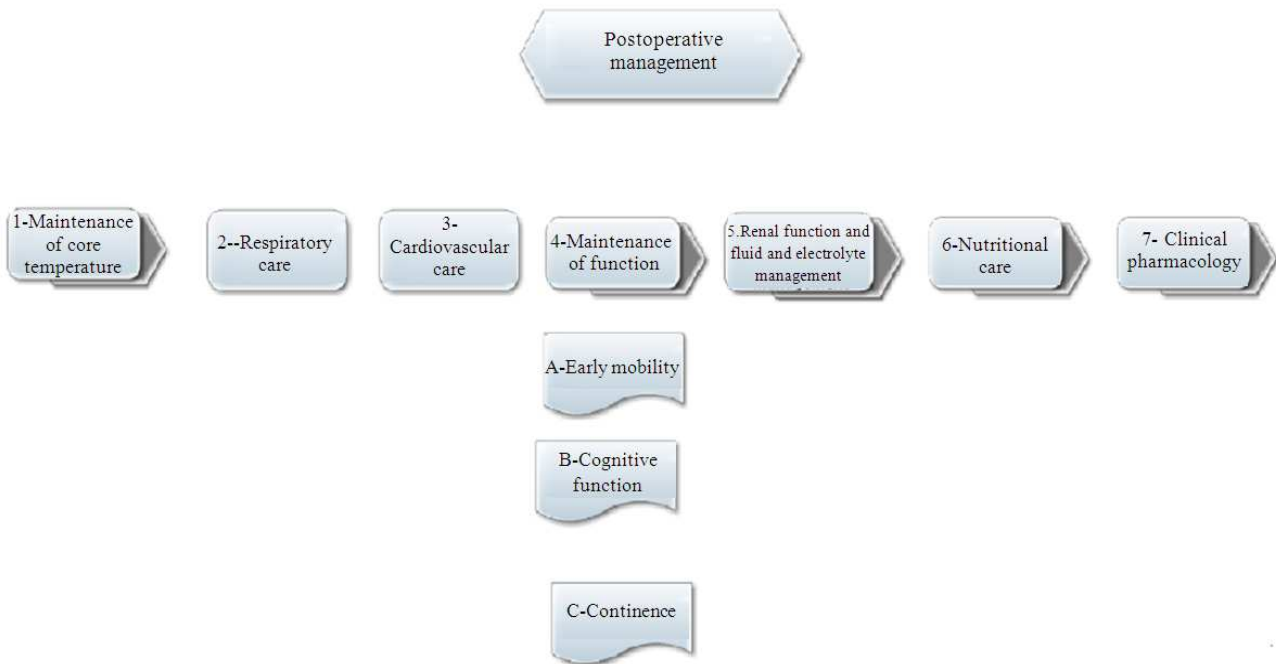 Postoperative
management
1-Maintenance
of core
temperature
2--Respiratory
care
3-
Cardiovascular
care
4-Maintenance
of function
5.Renal function and
fluid and electrolyte
management
6-Nutritional
care
7- Clinical
pharmacology
A-Early mobility
B-Cognitive
function
C-Continence